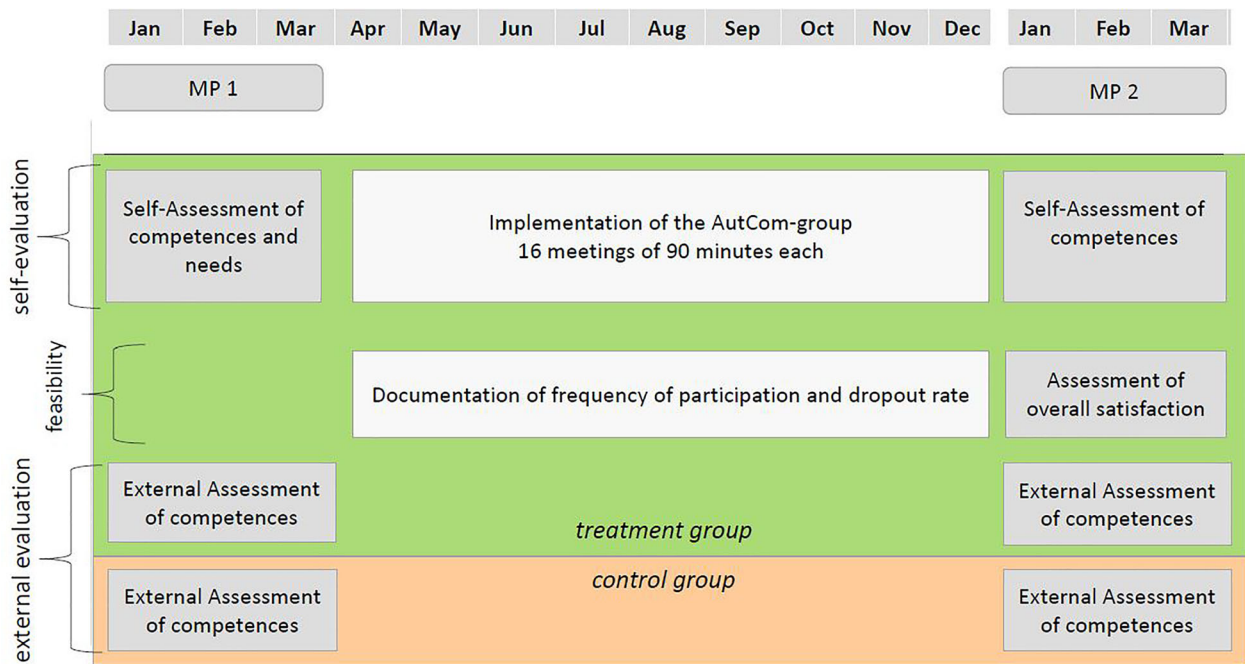 Jan Feb Mar Apr May Jun Jul Aug Sep Oct Nov Dec Jan Feb Mar
MP 1
MP 2
self-evaluation
Self-Assessment of
competences and
needs
Implementation of the AutCom-group
16 meetings of 90 minutes each
Self-Assessment of
competences
feasibility
Documentation of frequency of participation and dropout rate
Assessment of
overall satisfaction
external evaluation
External Assessment
of competences
treatment group
External Assessment
of competences
control group
External Assessment
of competences
External Assessment
of competences